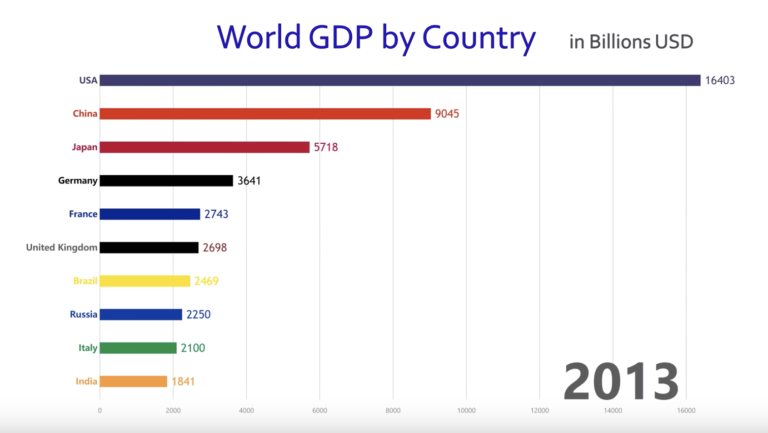 World GDP by Country in Billions USD
USA 16403
China 9045
Japan 5718
Germany 3641
France 2743
United Kingdom 2698
Brazil 2469
Russia 2250
Italy 2100
India 1841
2013
0 2000 4000 6000 8000 10000 12000 14000 16000